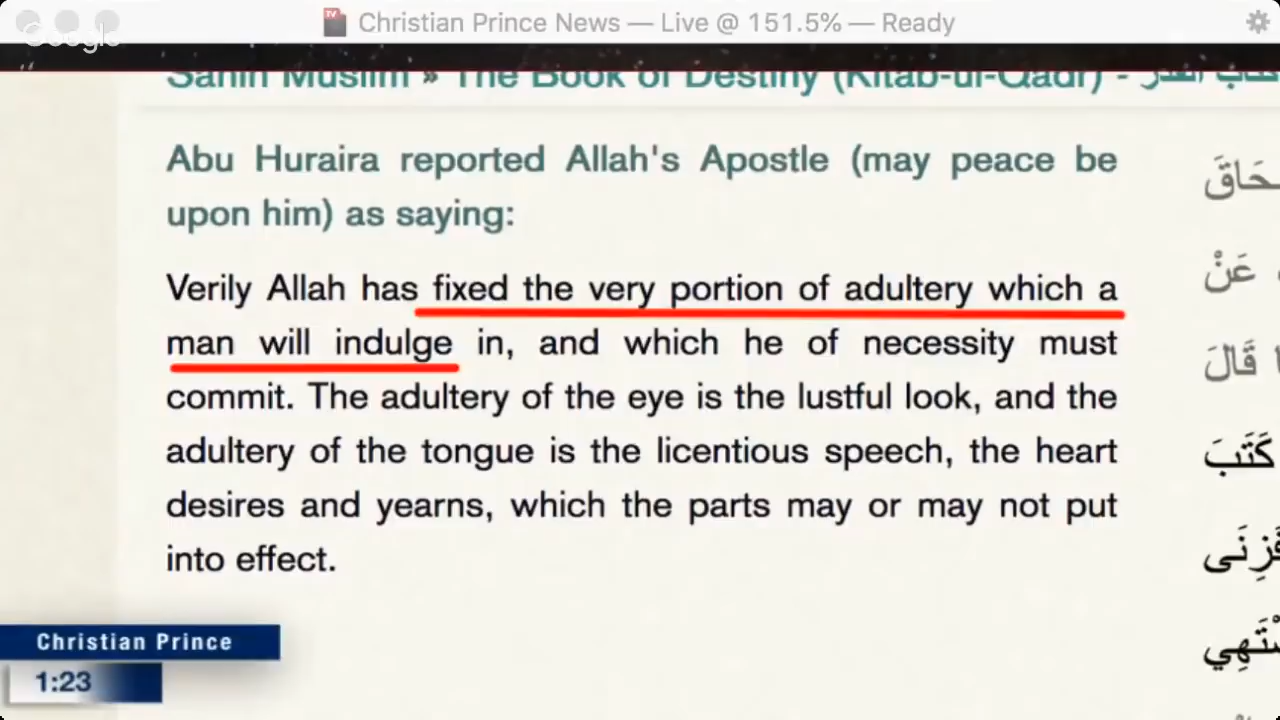 Christian Prince News — Live @ 151.5% — Ready
Google
Sahih Muslim » The Book of Destiny (Kitab-ul-Qadr) - كتاب القدر
Abu Huraira reported Allah's Apostle (may peace be
upon him) as saying:
Verily Allah has fixed the very portion of adultery which a
man will indulge in, and which he of necessity must
commit. The adultery of the eye is the lustful look, and the
adultery of the tongue is the licentious speech, the heart
desires and yearns, which the parts may or may not put
into effect.
عَنْ
قَالَ
كَتَبَ
Christian Prince
1:23